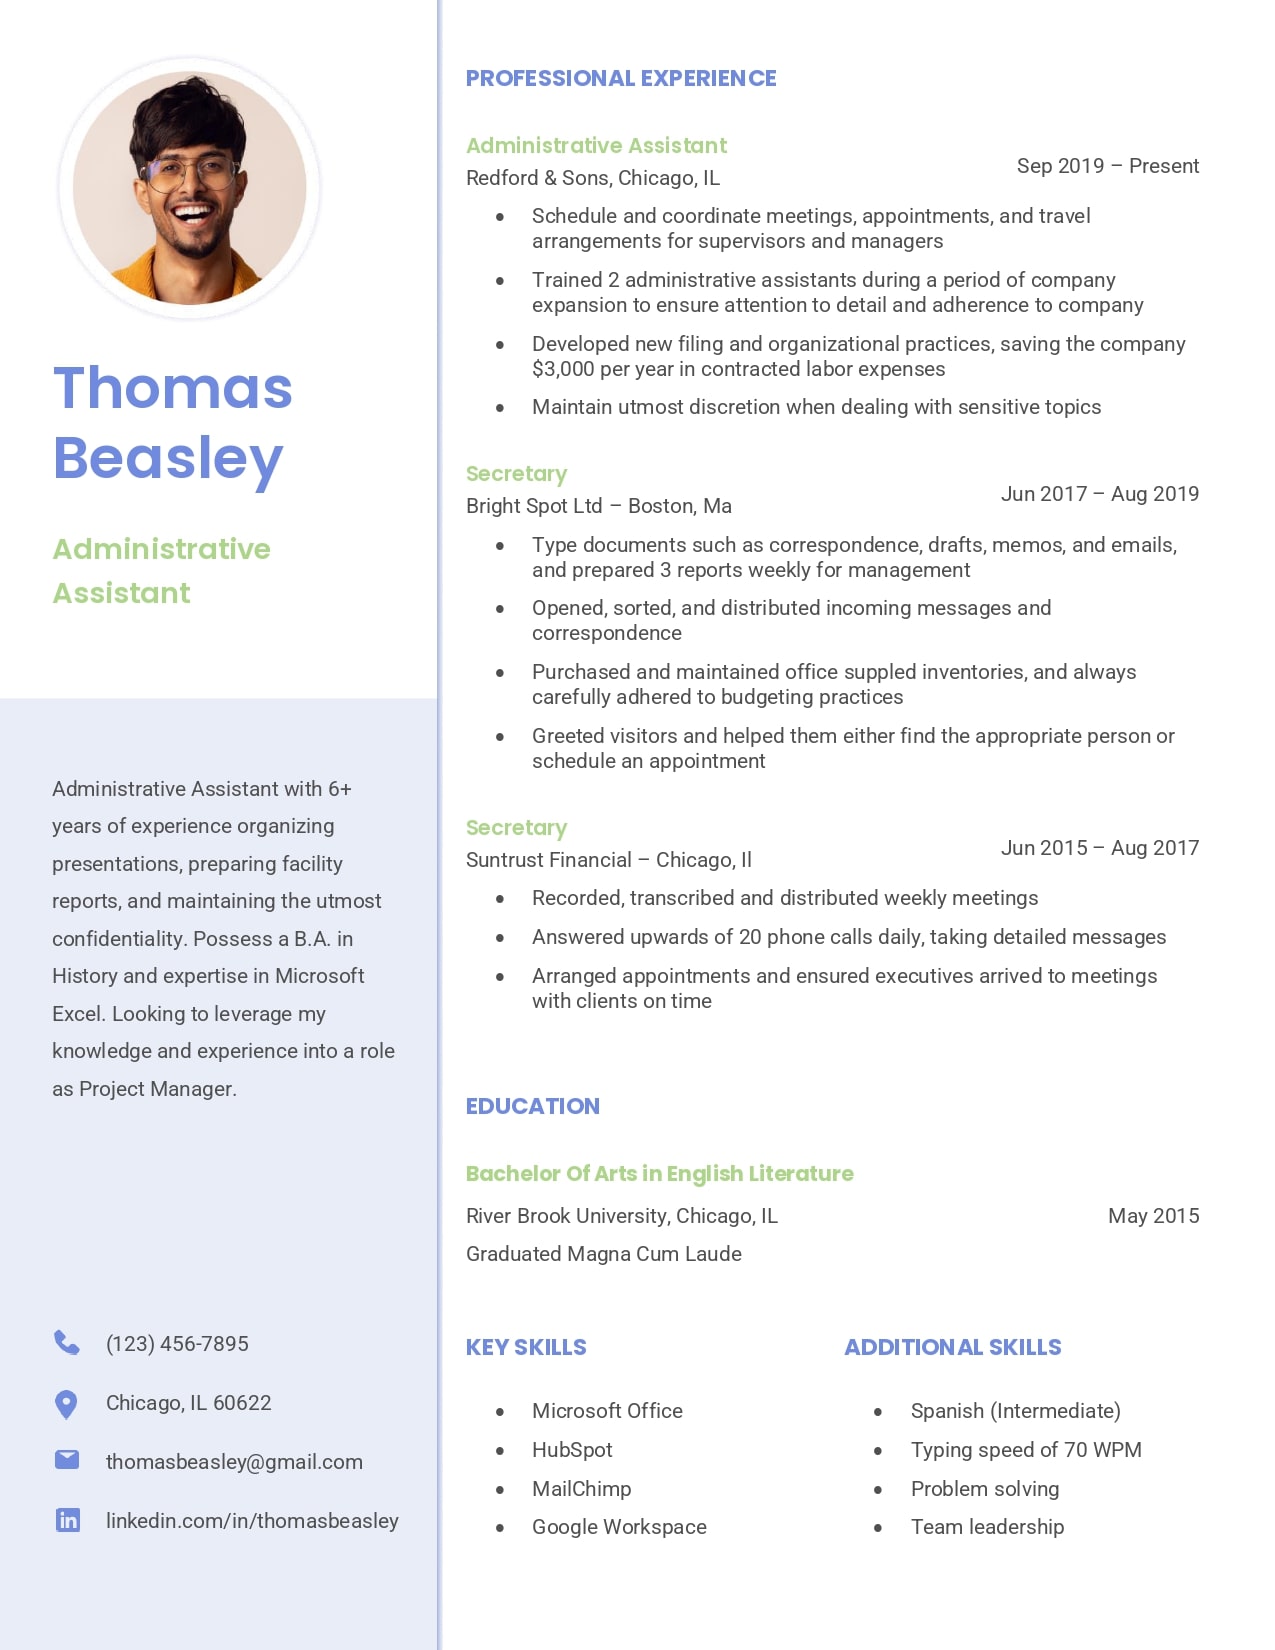 Thomas
Beasley
Administrative
Assistant
Administrative Assistant with 6+
years of experience organizing
presentations, preparing facility
reports, and maintaining the utmost
confidentiality. Possess a B.A. in
History and expertise in Microsoft
Excel. Looking to leverage my
knowledge and experience into a role
as Project Manager.
(123) 456-7895
Chicago, IL 60622
thomasbeasley@gmail.com
linkedin.com/in/thomasbeasley
PROFESSIONAL EXPERIENCE
Administrative Assistant
Sep 2019 – Present
Redford & Sons, Chicago, IL
• Schedule and coordinate meetings, appointments, and travel
arrangements for supervisors and managers
• Trained 2 administrative assistants during a period of company
expansion to ensure attention to detail and adherence to company
• Developed new filing and organizational practices, saving the company
$3,000 per year in contracted labor expenses
• Maintain utmost discretion when dealing with sensitive topics
Secretary
Jun 2017 – Aug 2019
Bright Spot Ltd – Boston, Ma
• Type documents such as correspondence, drafts, memos, and emails,
and prepared 3 reports weekly for management
• Opened, sorted, and distributed incoming messages and
correspondence
• Purchased and maintained office suppled inventories, and always
carefully adhered to budgeting practices
• Greeted visitors and helped them either find the appropriate person or
schedule an appointment
Secretary
Jun 2015 – Aug 2017
Suntrust Financial – Chicago, Il
• Recorded, transcribed and distributed weekly meetings
• Answered upwards of 20 phone calls daily, taking detailed messages
• Arranged appointments and ensured executives arrived to meetings
with clients on time
EDUCATION
Bachelor Of Arts in English Literature
River Brook University, Chicago, IL May 2015
Graduated Magna Cum Laude
KEY SKILLS
• Microsoft Office
• HubSpot
• MailChimp
• Google Workspace
ADDITIONAL SKILLS
• Spanish (Intermediate)
• Typing speed of 70 WPM
• Problem solving
• Team leadership